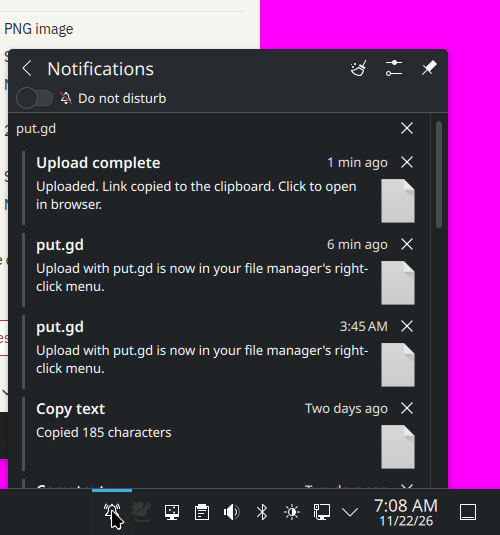 PNG image
Notifications
Do not disturb
put.gd
Upload complete
1 min ago
Uploaded. Link copied to the clipboard. Click to open
in browser.
put.gd
6 min ago
Upload with put.gd is now in your file manager's right-
click menu.
put.gd
3:45 AM
Upload with put.gd is now in your file manager's right-
click menu.
Copy text
Two days ago
Copied 185 characters
7:08 AM
11/22/26